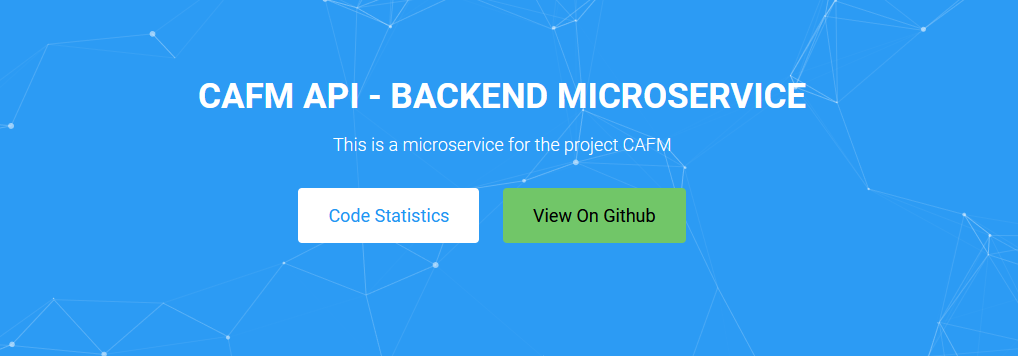 CAFM API - BACKEND MICROSERVICE
This is a microservice for the project CAFM
Code Statistics
View On Github